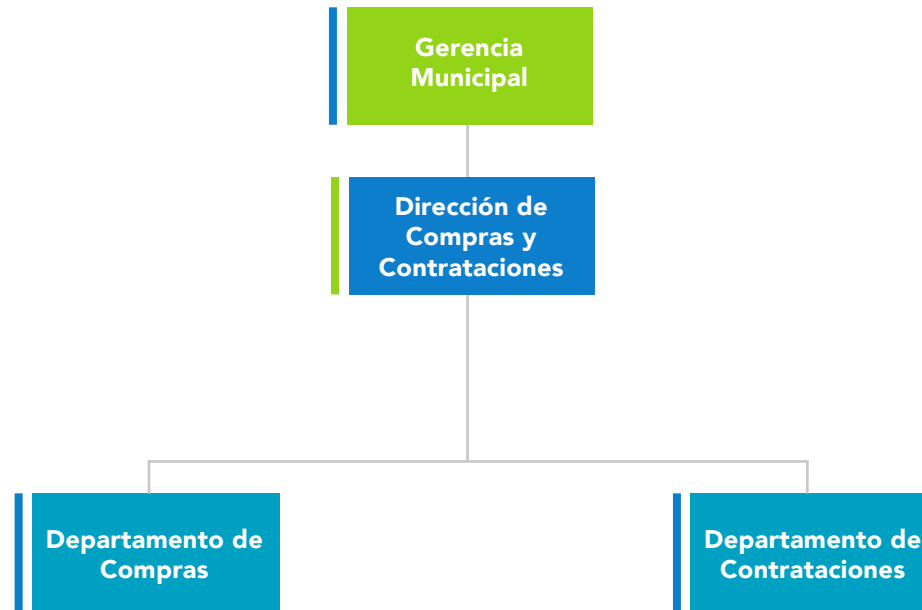 Gerencia
Municipal
Dirección de
Compras y
Contrataciones
Departamento de
Compras
Departamento de
Contrataciones